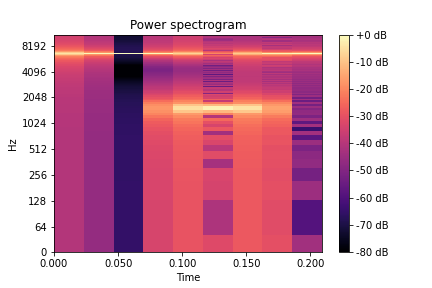 Power spectrogram
Hz
8192
4096
2048
1024
512
256
128
64
0
0.000
0.050
0.100
0.150
0.200
Time
+0 dB
-10 dB
-20 dB
-30 dB
-40 dB
-50 dB
-60 dB
-70 dB
-80 dB